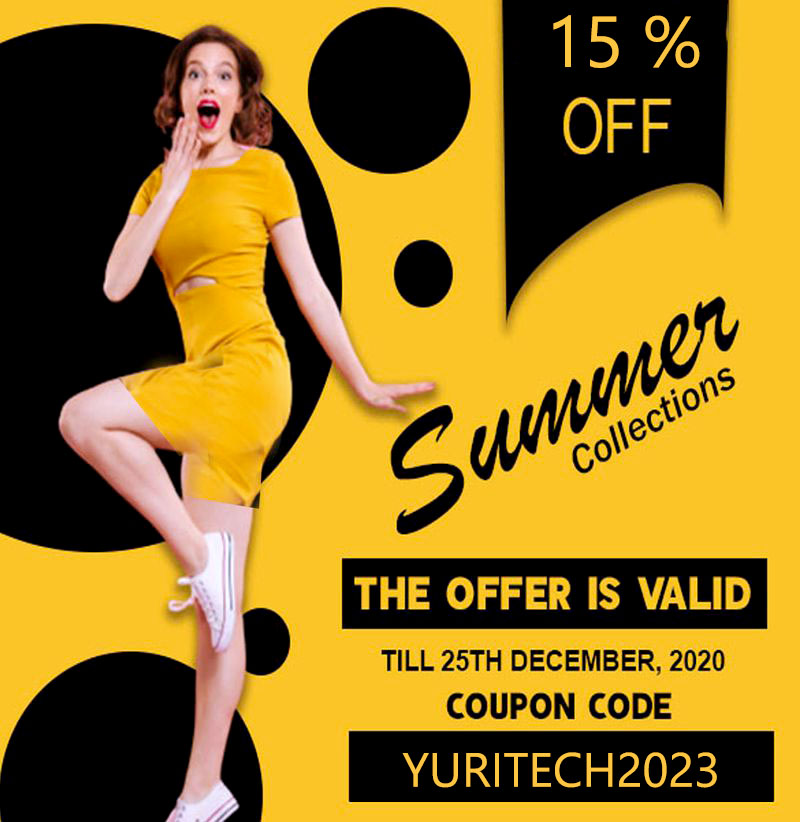 15 %
OFF
Summer
Collections
THE OFFER IS VALID
TILL 25TH DECEMBER, 2020
COUPON CODE
YURITECH2023